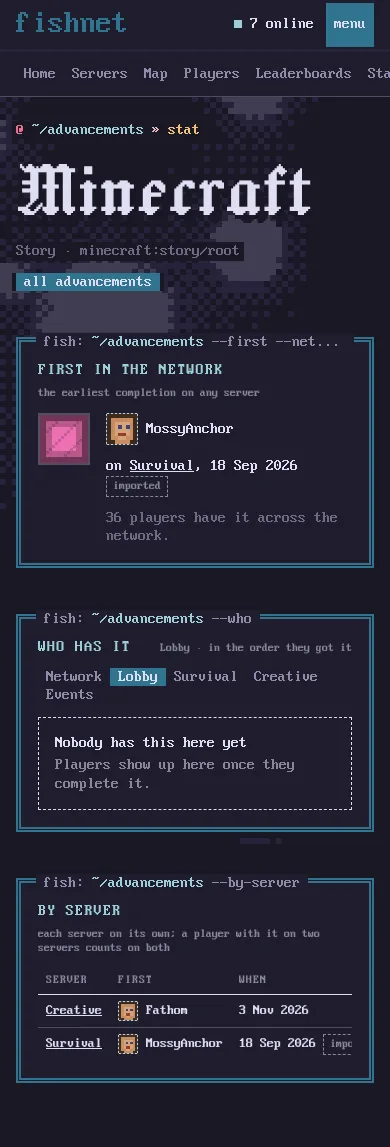 fishnet
7 online
menu
Home Servers Map Players Leaderboards Sta
@ ~/advancements » stat
Minecraft
Story · minecraft:story/root
all advancements
fish: ~/advancements --first --net...
FIRST IN THE NETWORK
the earliest completion on any server
MossyAnchor
on Survival, 18 Sep 2026
imported
36 players have it across the
network.
fish: ~/advancements --who
WHO HAS IT Lobby · in the order they got it
Network Lobby Survival Creative
Events
Nobody has this here yet
Players show up here once they
complete it.
fish: ~/advancements --by-server
BY SERVER
each server on its own; a player with it on two
servers counts on both
SERVER FIRST WHEN
Creative Fathom 3 Nov 2026
Survival MossyAnchor 18 Sep 2026 impo